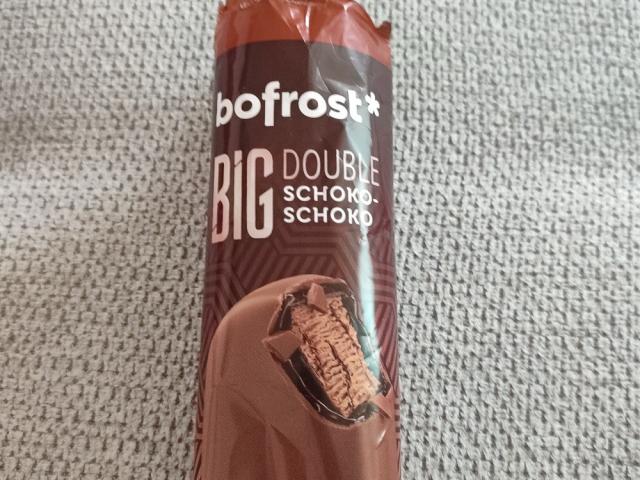 bofrost*
BiG DOUBLE
SCHOKO-
SCHOKO